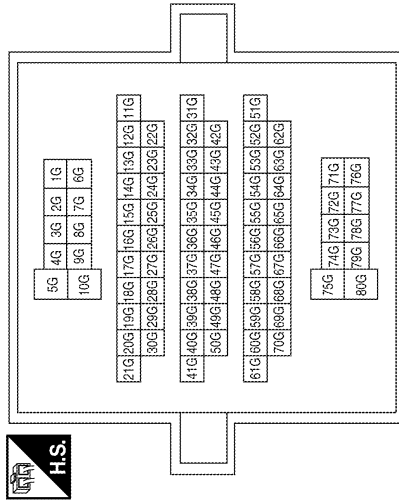 H.S.
5G 4G 3G 2G 1G
10G 9G 8G 7G 6G
21G 20G 19G 18G 17G 16G 15G 14G 13G 12G 11G
30G 29G 28G 27G 26G 25G 24G 23G 22G
41G 40G 39G 38G 37G 36G 35G 34G 33G 32G 31G
50G 49G 48G 47G 46G 45G 44G 43G 42G
61G 60G 59G 58G 57G 56G 55G 54G 53G 52G 51G
70G 69G 68G 67G 66G 65G 64G 63G 62G
75G 74G 73G 72G 71G
80G 79G 78G 77G 76G